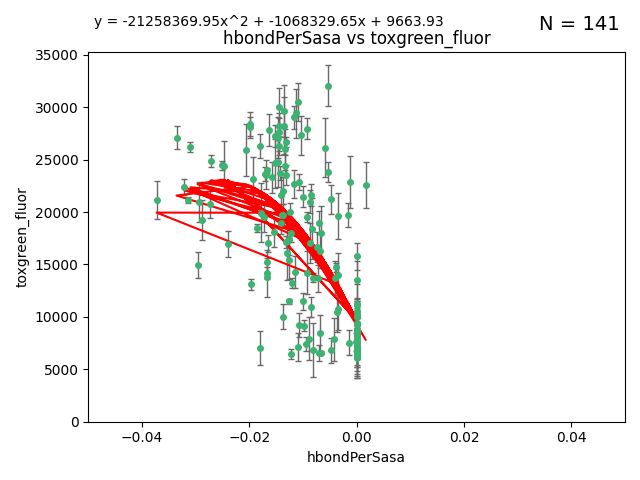 y = -21258369.95x^2 + -1068329.65x + 9663.93
N = 141
hbondPerSasa vs toxgreen_fluor
35000
30000
25000
20000
15000
10000
5000
0
toxgreen_fluor
−0.04
−0.02
0.00
0.02
0.04
hbondPerSasa